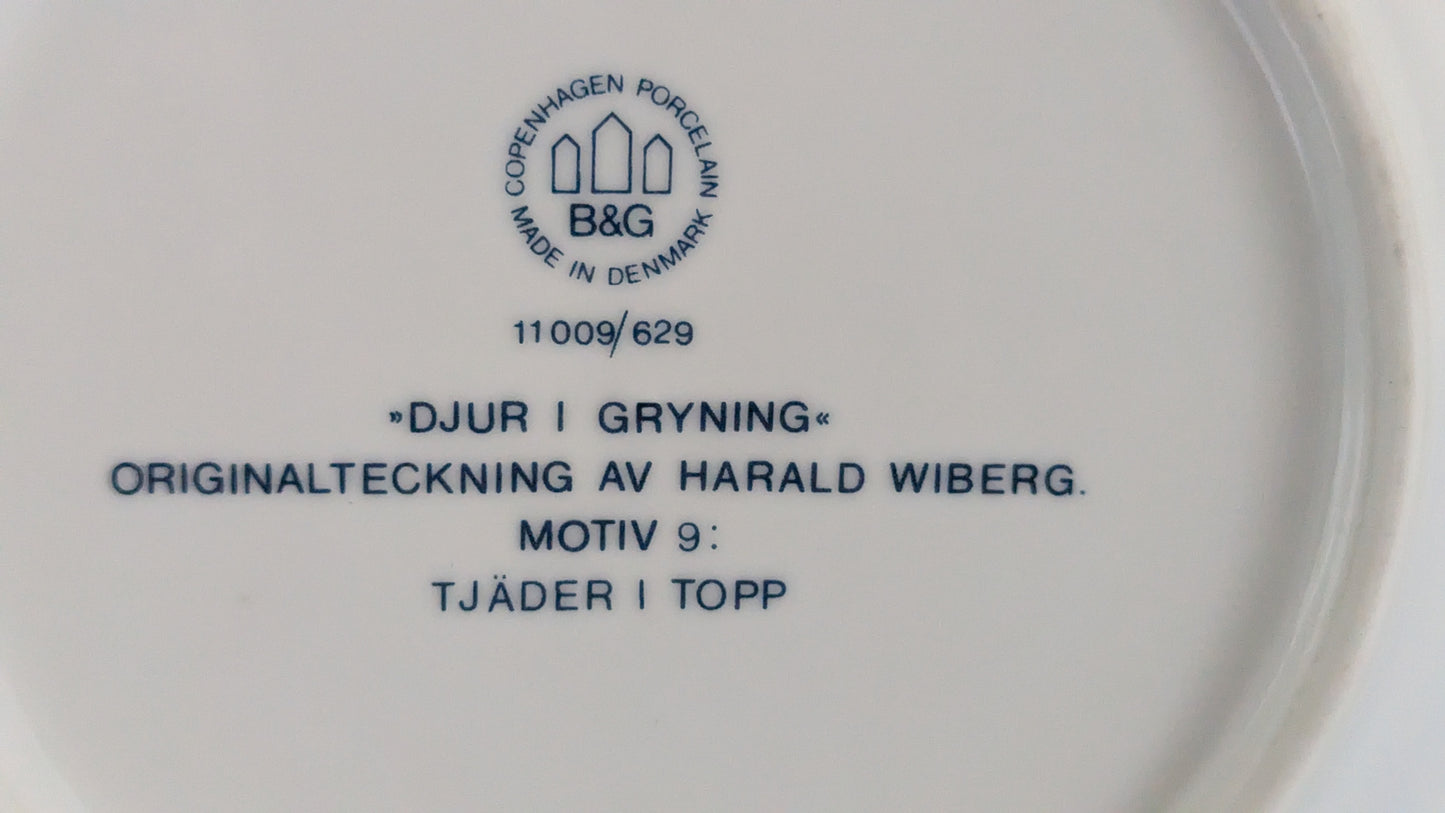 COPENHAGEN PORCELAIN
B&G
MADE IN DENMARK
11009/629
»DJUR I GRYNING«
ORIGINALTECKNING AV HARALD WIBERG.
MOTIV 9:
TJÄDER I TOPP